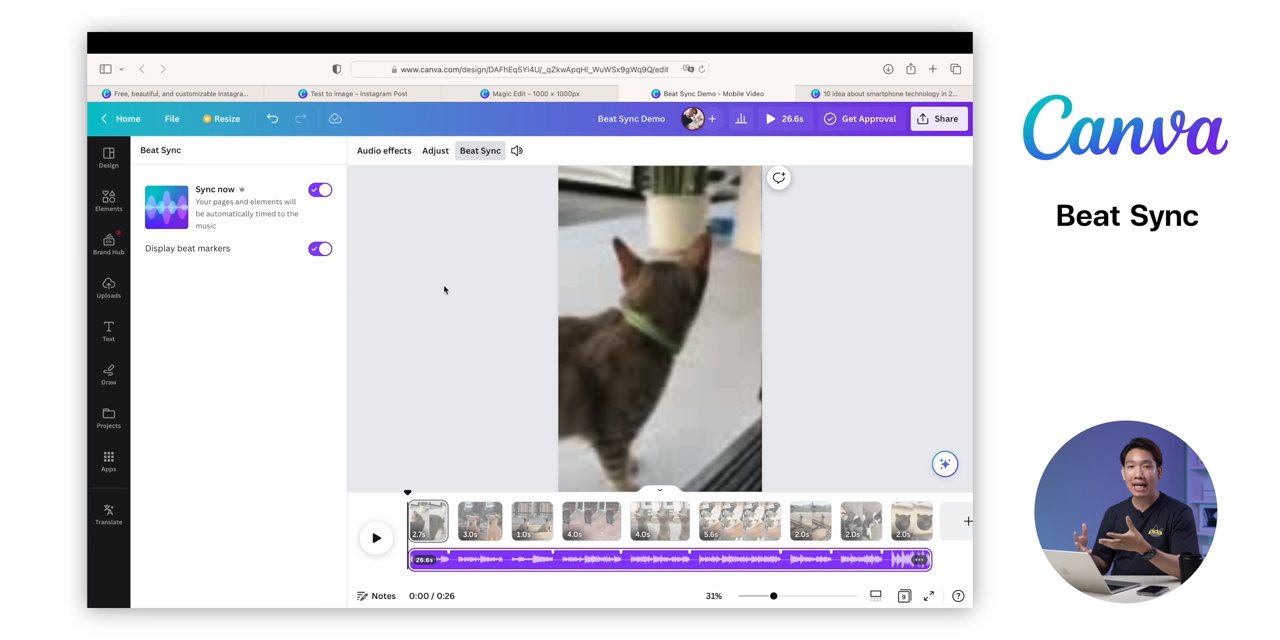 www.canva.com/design/DAFhEq5Yi4U/_qZkwApqHI_WuWSx9gWq9Q/edit
Free, beautiful, and customizable Instagra...
Test to image - Instagram Post
Magic Edit - 1000 × 1000px
Beat Sync Demo - Mobile Video
10 idea about smartphone technology in 2...
Home
File
Resize
Beat Sync Demo
26.6s
Get Approval
Share
Design
Elements
Brand Hub
Uploads
Text
Draw
Projects
Apps
Translate
Beat Sync
Sync now
Your pages and elements will
be automatically timed to the
music
Display beat markers
Audio effects
Adjust
Beat Sync
2.7s
3.0s
1.0s
4.0s
4.0s
5.6s
2.0s
2.0s
2.0s
26.6s
Notes
0:00 / 0:26
31%
9
Canva
Beat Sync